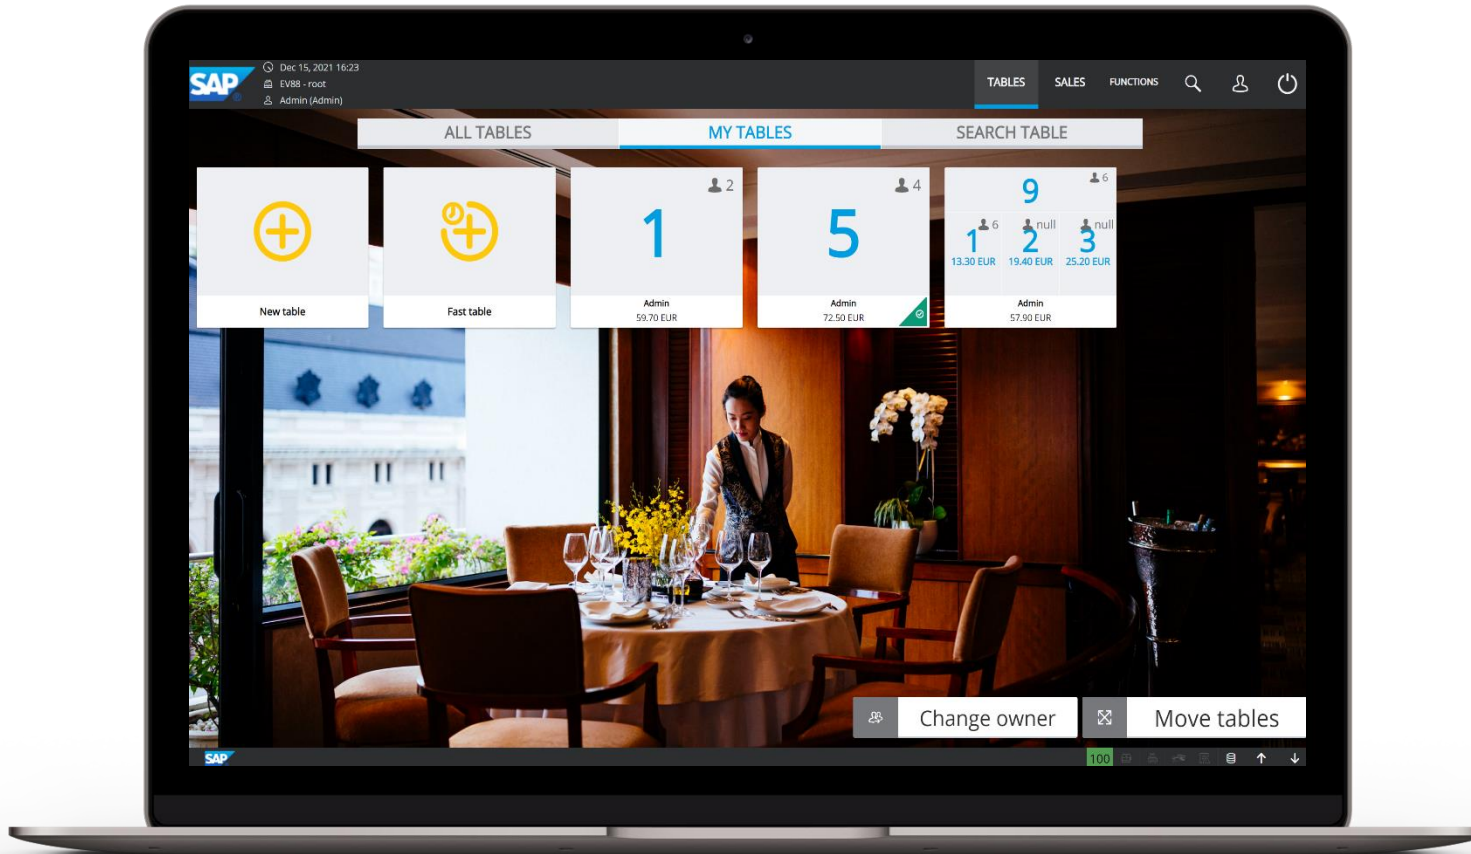 SAP
Dec 15, 2021 16:23
EV88 - root
Admin (Admin)
TABLES SALES FUNCTIONS
ALL TABLES MY TABLES SEARCH TABLE
New table
Fast table
2
1
Admin
59.70 EUR
4
5
Admin
72.50 EUR
6
9
6 null null
1 2 3
13.30 EUR 19.40 EUR 25.20 EUR
Admin
57.90 EUR
Change owner Move tables
SAP 100